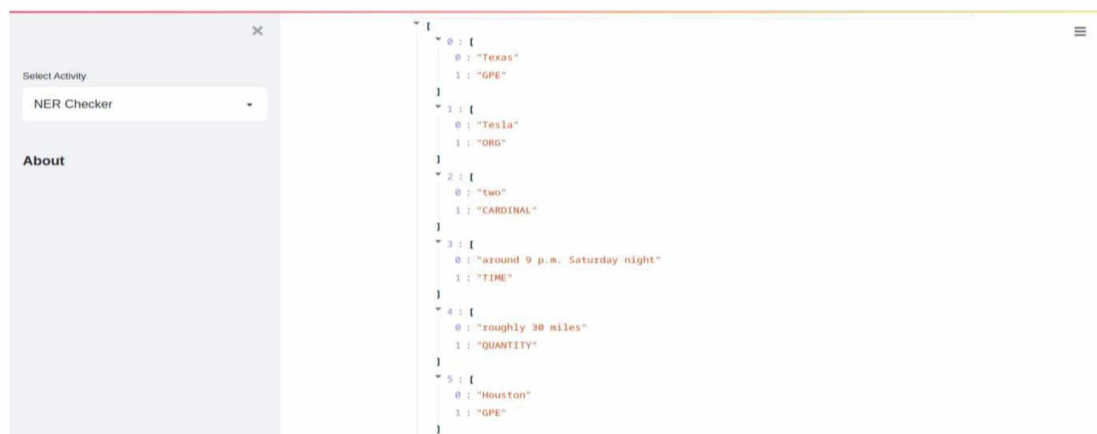 ×
Select Activity
NER Checker
About
[
0 : [
0 : "Texas"
1 : "GPE"
]
1 : [
0 : "Tesla"
1 : "ORG"
]
2 : [
0 : "two"
1 : "CARDINAL"
]
3 : [
0 : "around 9 p.m. Saturday night"
1 : "TIME"
]
4 : [
0 : "roughly 30 miles"
1 : "QUANTITY"
]
5 : [
0 : "Houston"
1 : "GPE"
]